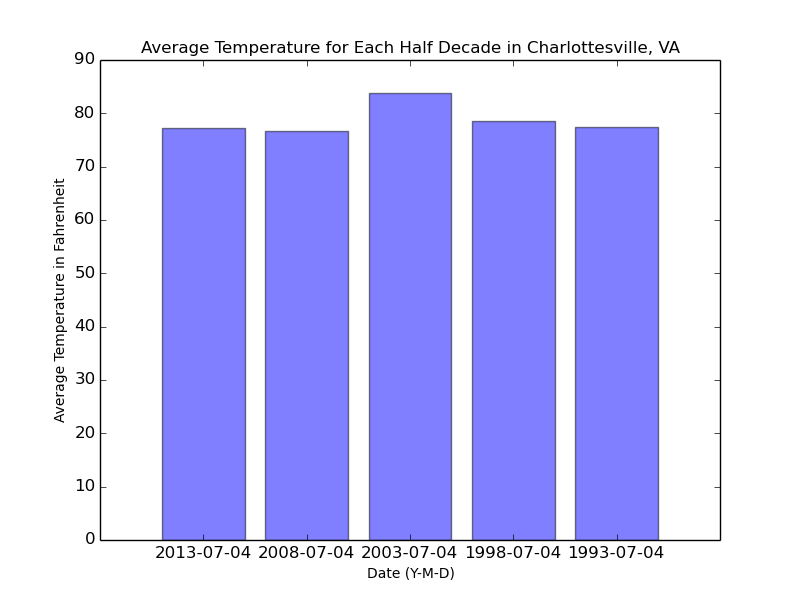 Average Temperature for Each Half Decade in Charlottesville, VA
90
80
70
60
50
40
30
20
10
0
Average Temperature in Fahrenheit
2013-07-04 2008-07-04 2003-07-04 1998-07-04 1993-07-04
Date (Y-M-D)